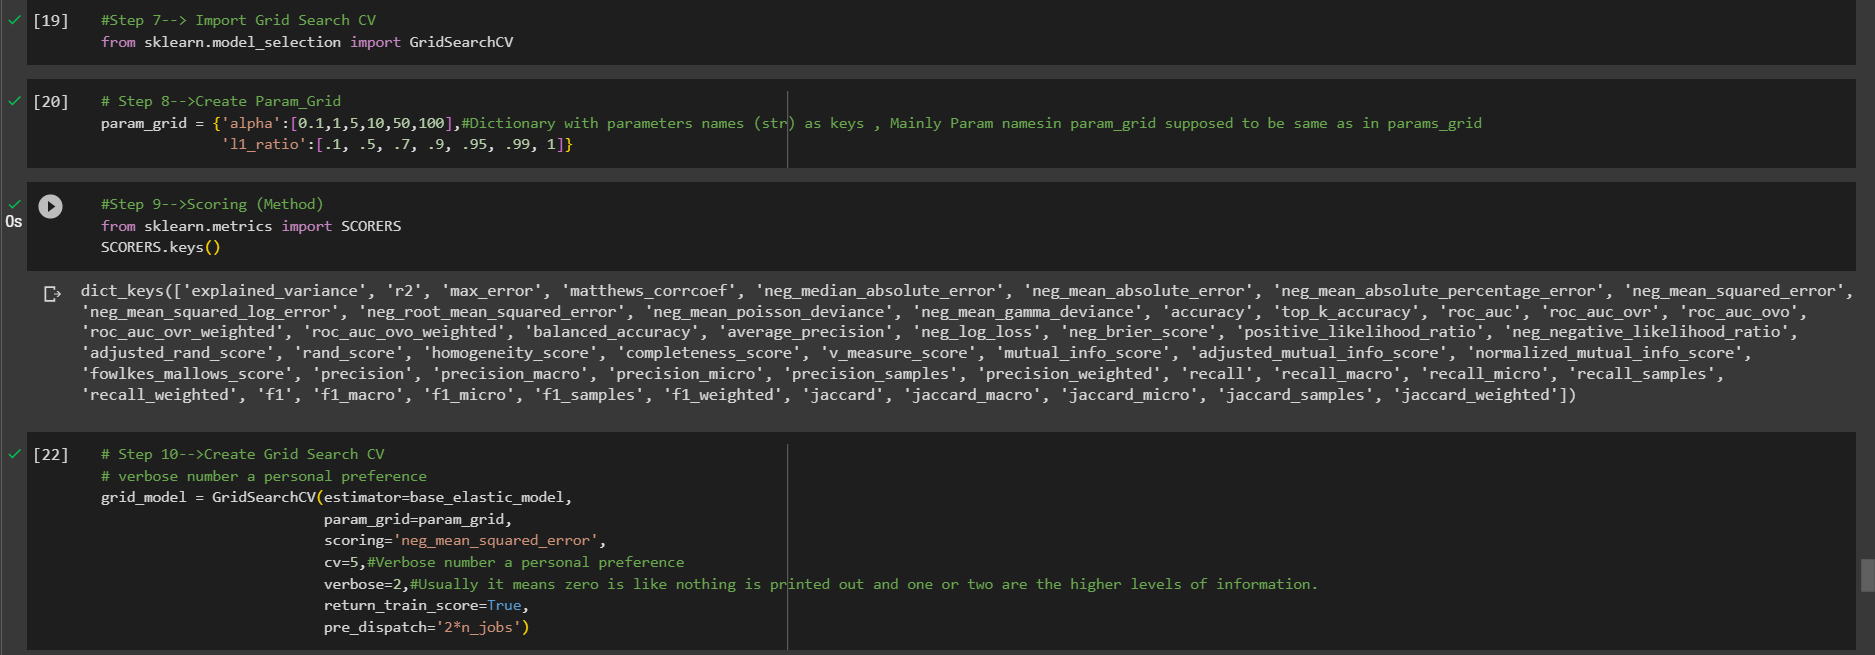 [19] #Step 7--> Import Grid Search CV
from sklearn.model_selection import GridSearchCV
[20] # Step 8-->Create Param_Grid
param_grid = {'alpha':[0.1,1,5,10,50,100],#Dictionary with parameters names (str) as keys , Mainly Param namesin param_grid supposed to be same as in params_grid
'l1_ratio':[.1, .5, .7, .9, .95, .99, 1]}
0s
#Step 9-->Scoring (Method)
from sklearn.metrics import SCORERS
SCORERS.keys()
dict_keys(['explained_variance', 'r2', 'max_error', 'matthews_corrcoef', 'neg_median_absolute_error', 'neg_mean_absolute_error', 'neg_mean_absolute_percentage_error', 'neg_mean_squared_error',
'neg_mean_squared_log_error', 'neg_root_mean_squared_error', 'neg_mean_poisson_deviance', 'neg_mean_gamma_deviance', 'accuracy', 'top_k_accuracy', 'roc_auc', 'roc_auc_ovr', 'roc_auc_ovo',
'roc_auc_ovr_weighted', 'roc_auc_ovo_weighted', 'balanced_accuracy', 'average_precision', 'neg_log_loss', 'neg_brier_score', 'positive_likelihood_ratio', 'neg_negative_likelihood_ratio',
'adjusted_rand_score', 'rand_score', 'homogeneity_score', 'completeness_score', 'v_measure_score', 'mutual_info_score', 'adjusted_mutual_info_score', 'normalized_mutual_info_score',
'fowlkes_mallows_score', 'precision', 'precision_macro', 'precision_micro', 'precision_samples', 'precision_weighted', 'recall', 'recall_macro', 'recall_micro', 'recall_samples',
'recall_weighted', 'f1', 'f1_macro', 'f1_micro', 'f1_samples', 'f1_weighted', 'jaccard', 'jaccard_macro', 'jaccard_micro', 'jaccard_samples', 'jaccard_weighted'])
[22] # Step 10-->Create Grid Search CV
# verbose number a personal preference
grid_model = GridSearchCV(estimator=base_elastic_model,
param_grid=param_grid,
scoring='neg_mean_squared_error',
cv=5,#Verbose number a personal preference
verbose=2,#Usually it means zero is like nothing is printed out and one or two are the higher levels of information.
return_train_score=True,
pre_dispatch='2*n_jobs')